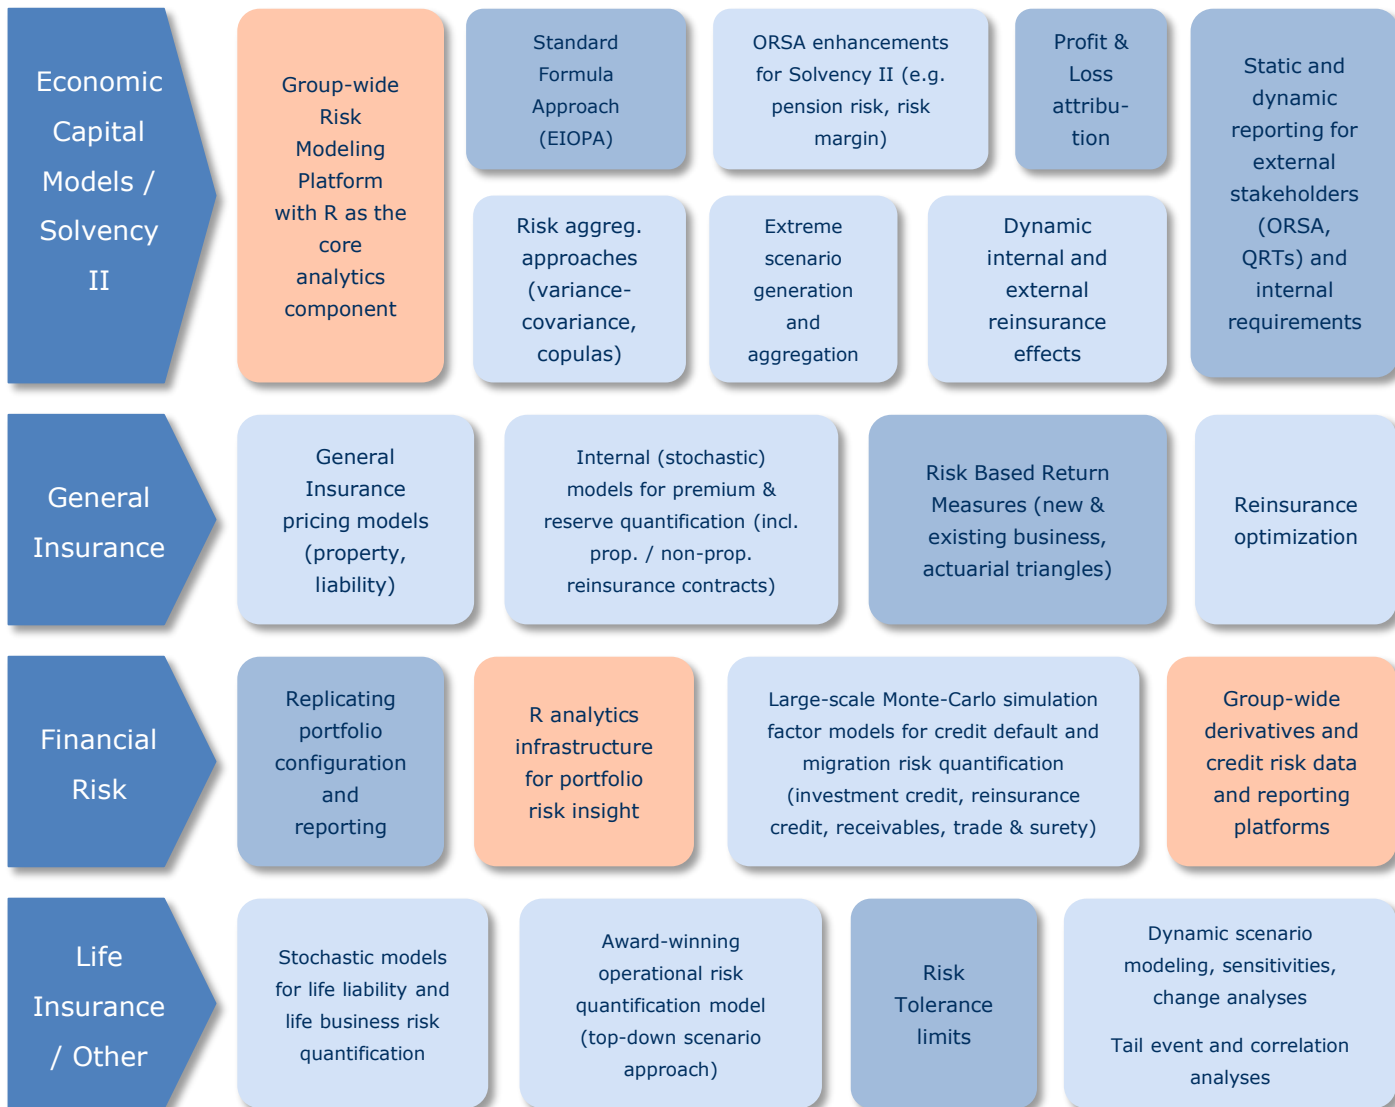 Economic
Capital
Models /
Solvency
II
Group-wide
Risk
Modeling
Platform
with R as the
core
analytics
component
Standard
Formula
Approach
(EIOPA)
ORSA enhancements
for Solvency II (e.g.
pension risk, risk
margin)
Profit &
Loss
attribu-
tion
Static and
dynamic
reporting for
external
stakeholders
(ORSA,
QRTs) and
internal
requirements
Risk aggreg.
approaches
(variance-
covariance,
copulas)
Extreme
scenario
generation
and
aggregation
Dynamic
internal and
external
reinsurance
effects
General
Insurance
General
Insurance
pricing models
(property,
liability)
Internal (stochastic)
models for premium &
reserve quantification (incl.
prop. / non-prop.
reinsurance contracts)
Risk Based Return
Measures (new &
existing business,
actuarial triangles)
Reinsurance
optimization
Financial
Risk
Replicating
portfolio
configuration
and
reporting
R analytics
infrastructure
for portfolio
risk insight
Large-scale Monte-Carlo simulation
factor models for credit default and
migration risk quantification
(investment credit, reinsurance
credit, receivables, trade & surety)
Group-wide
derivatives and
credit risk data
and reporting
platforms
Life
Insurance
/ Other
Stochastic models
for life liability and
life business risk
quantification
Award-winning
operational risk
quantification model
(top-down scenario
approach)
Risk
Tolerance
limits
Dynamic scenario
modeling, sensitivities,
change analyses
Tail event and correlation
analyses